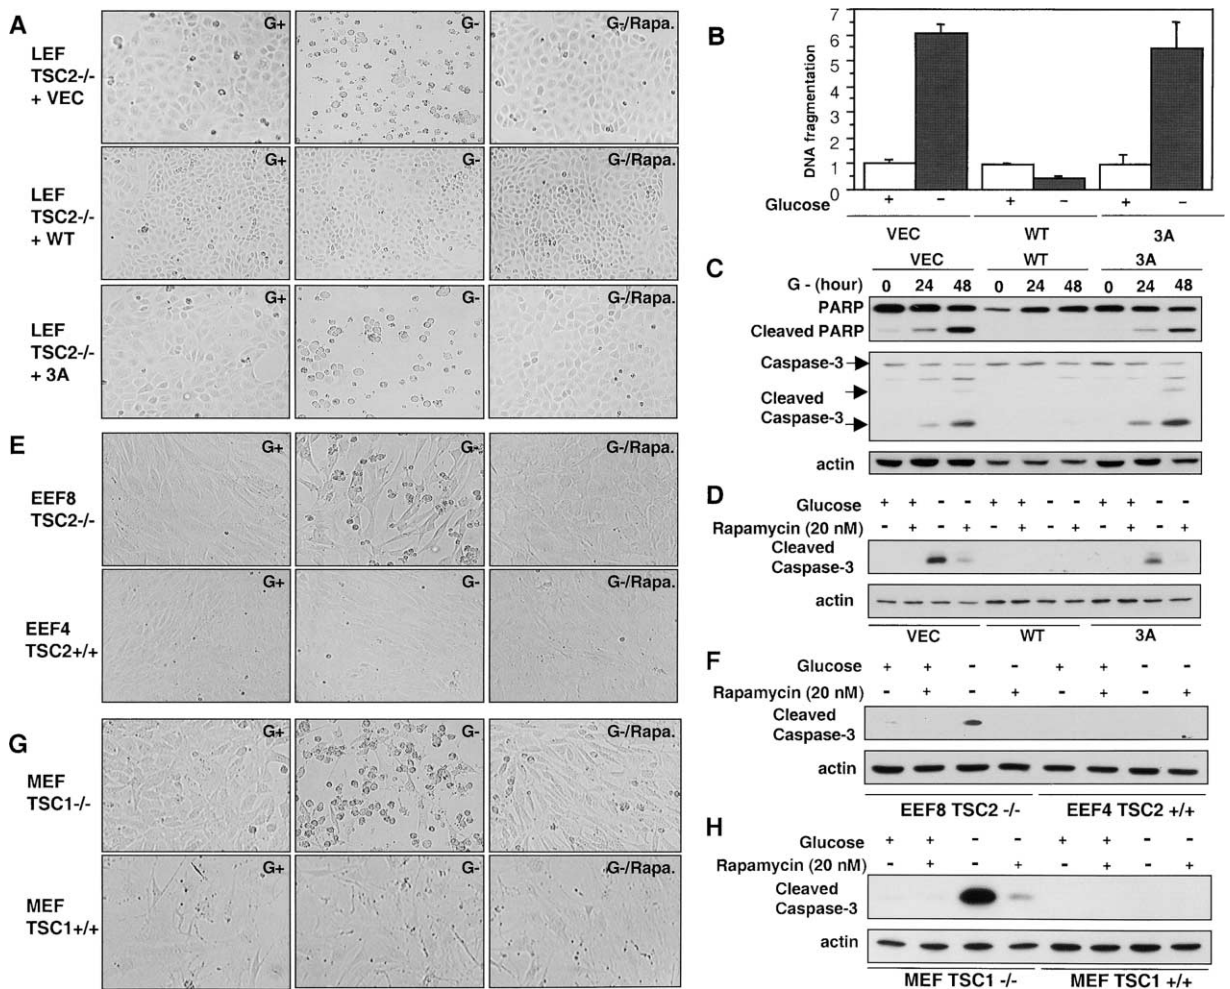 A
LEF
TSC2-/-
+ VEC
G+
G-
G-/Rapa.
LEF
TSC2-/-
+ WT
G+
G-
G-/Rapa.
LEF
TSC2-/-
+ 3A
G+
G-
G-/Rapa.
B
DNA fragmentation
7
6
5
4
3
2
1
0
Glucose + - + - + -
VEC WT 3A
C
VEC WT 3A
G - (hour) 0 24 48 0 24 48 0 24 48
PARP
Cleaved PARP
Caspase-3
Cleaved
Caspase-3
actin
D
Glucose + + - - + + - - + + - -
Rapamycin (20 nM) - + - + - + - + - + - +
Cleaved
Caspase-3
actin
VEC WT 3A
E
EEF8
TSC2-/-
G+
G-
G-/Rapa.
EEF4
TSC2+/+
G+
G-
G-/Rapa.
F
Glucose + + - - + + - -
Rapamycin (20 nM) - + - + - + - +
Cleaved
Caspase-3
actin
EEF8 TSC2 -/- EEF4 TSC2 +/+
G
MEF
TSC1-/-
G+
G-
G-/Rapa.
MEF
TSC1+/+
G+
G-
G-/Rapa.
H
Glucose + + - - + + - -
Rapamycin (20 nM) - + - + - + - +
Cleaved
Caspase-3
actin
MEF TSC1 -/- MEF TSC1 +/+